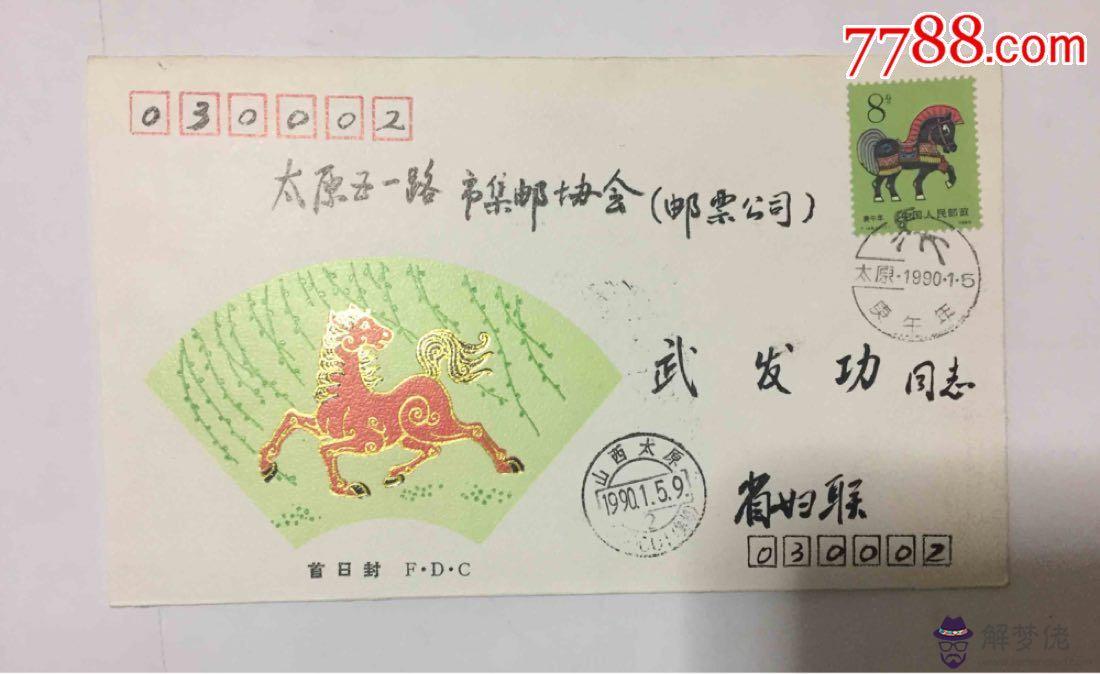 7788.com
030002
8分
太原五一路 市集邮协会(邮票公司)
庚午年
中国人民邮政
太原·1990·1·5
庚午年
武发功同志
山西太原
1990.1.5.9
2
省妇联
030002
首日封 F·D·C
解梦佬